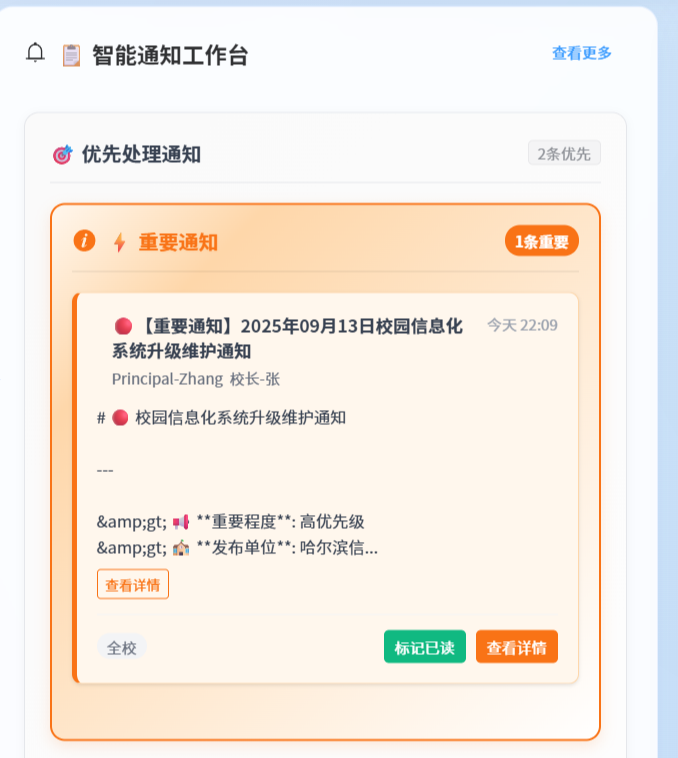 智能通知工作台
查看更多
优先处理通知
2条优先
i
重要通知
1条重要
【重要通知】2025年09月13日校园信息化
系统升级维护通知
今天 22:09
Principal-Zhang 校长-张
# 🔴 校园信息化系统升级维护通知
---
&amp;gt; 📢 **重要程度**: 高优先级
&amp;gt; 🏫 **发布单位**: 哈尔滨信...
查看详情
全校
标记已读
查看详情